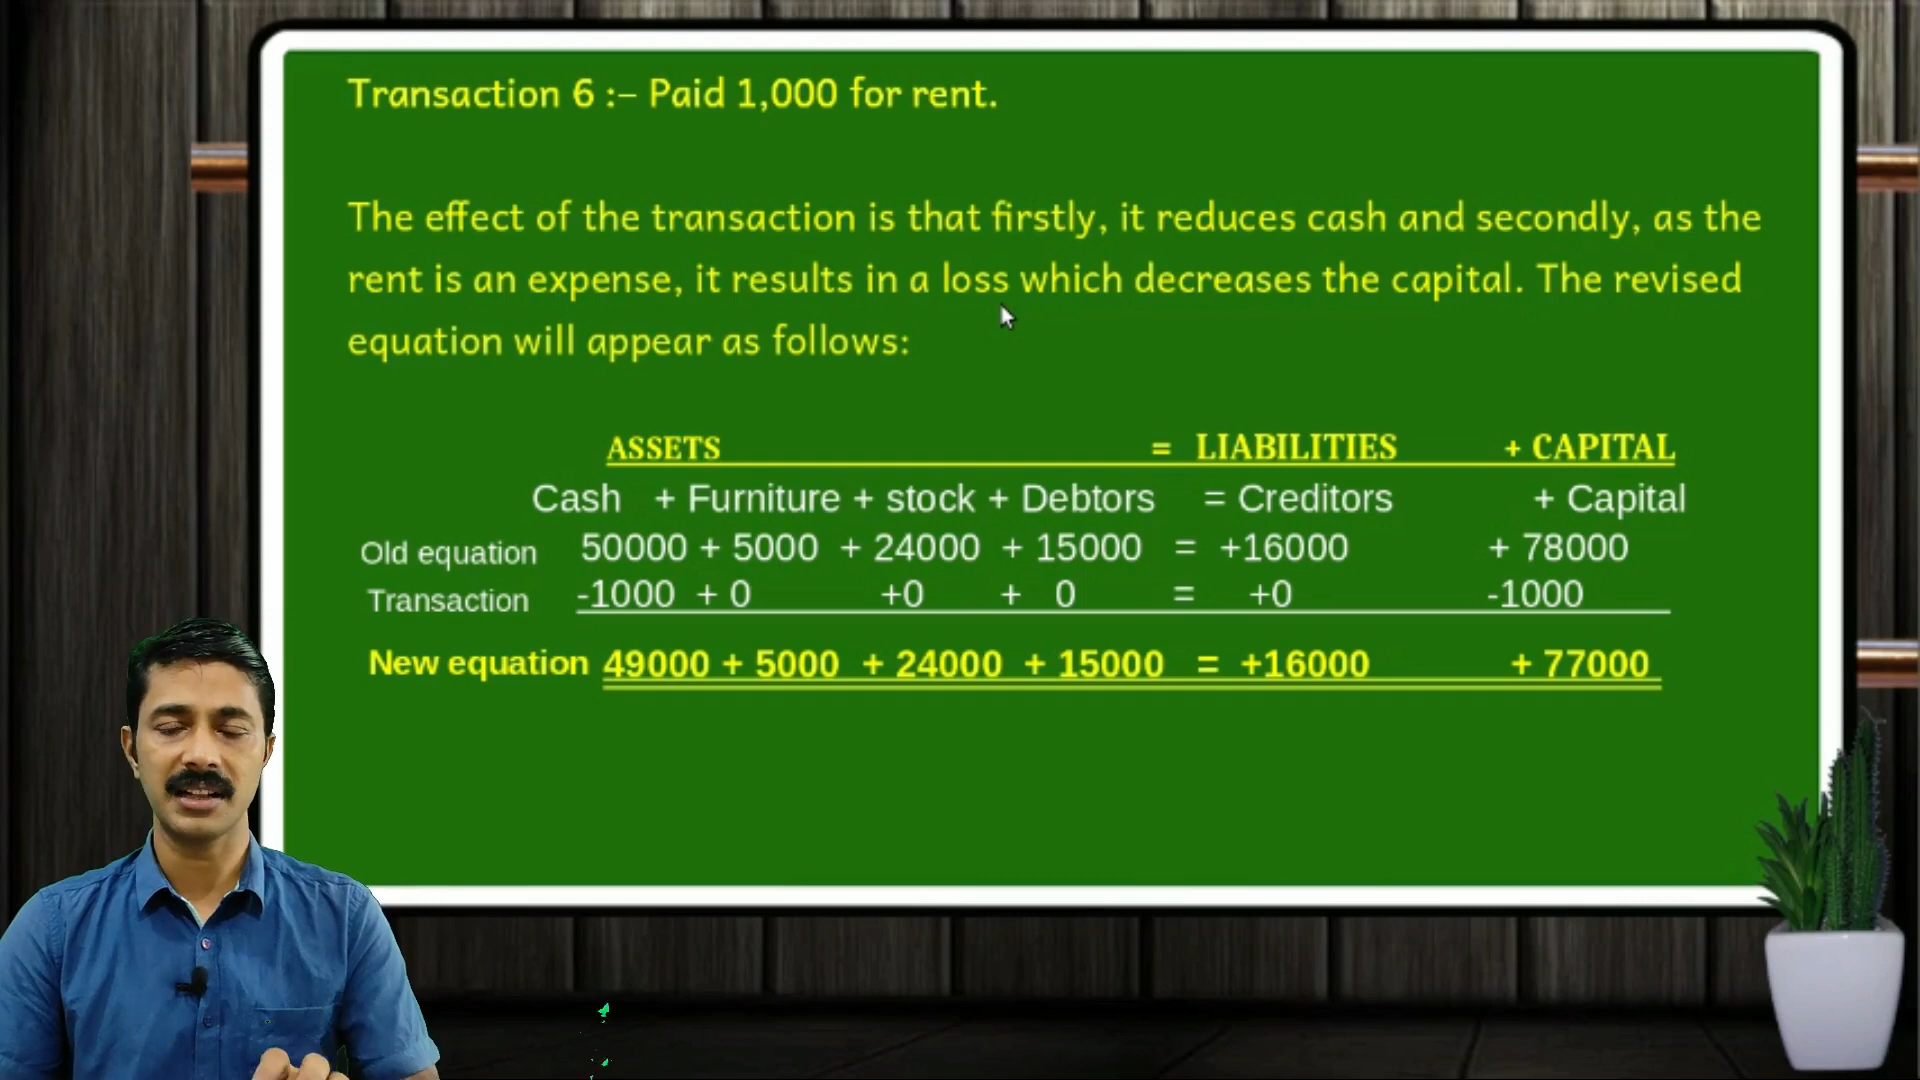 Transaction 6 :– Paid 1,000 for rent.
The effect of the transaction is that firstly, it reduces cash and secondly, as the
rent is an expense, it results in a loss which decreases the capital. The revised
equation will appear as follows:
ASSETS = LIABILITIES + CAPITAL
Cash + Furniture + stock + Debtors = Creditors + Capital
Old equation 50000 + 5000 + 24000 + 15000 = +16000 + 78000
Transaction -1000 + 0 +0 + 0 = +0 -1000
New equation 49000 + 5000 + 24000 + 15000 = +16000 + 77000